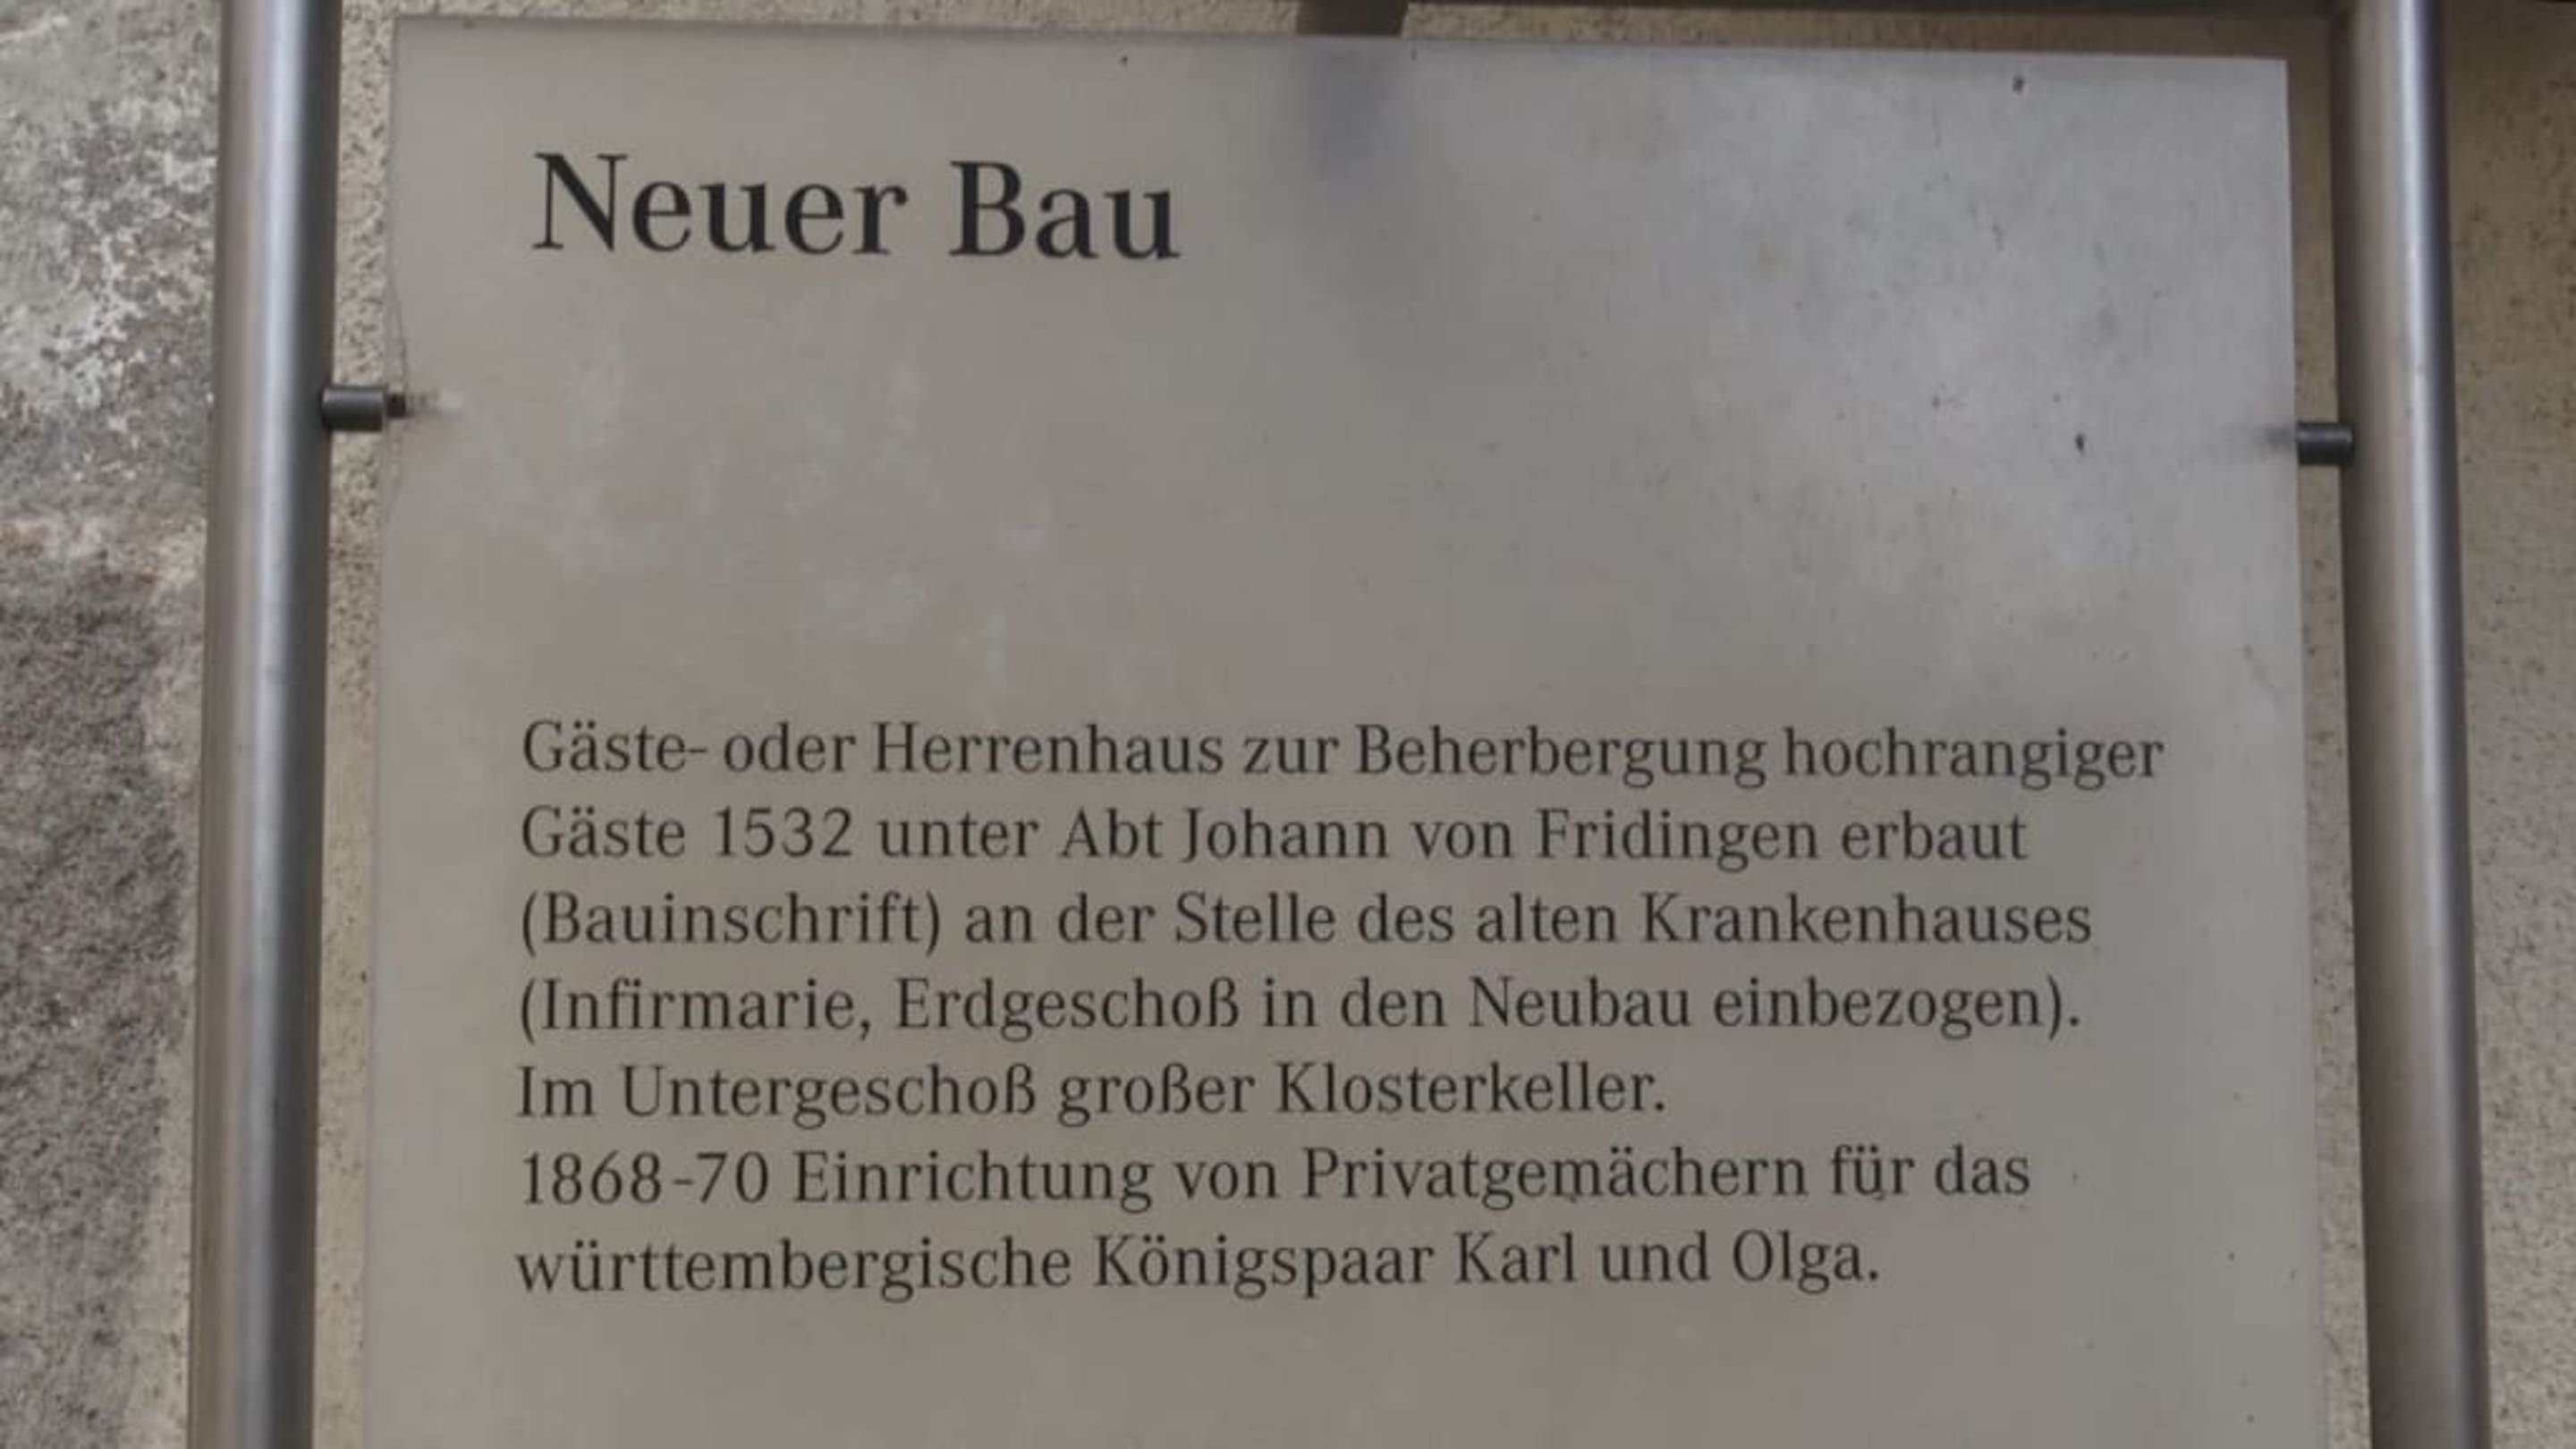 Neuer Bau
Gäste- oder Herrenhaus zur Beherbergung hochrangiger
Gäste 1532 unter Abt Johann von Fridingen erbaut
(Bauinschrift) an der Stelle des alten Krankenhauses
(Infirmarie, Erdgeschoß in den Neubau einbezogen).
Im Untergeschoß großer Klosterkeller.
1868-70 Einrichtung von Privatgemächern für das
württembergische Königspaar Karl und Olga.